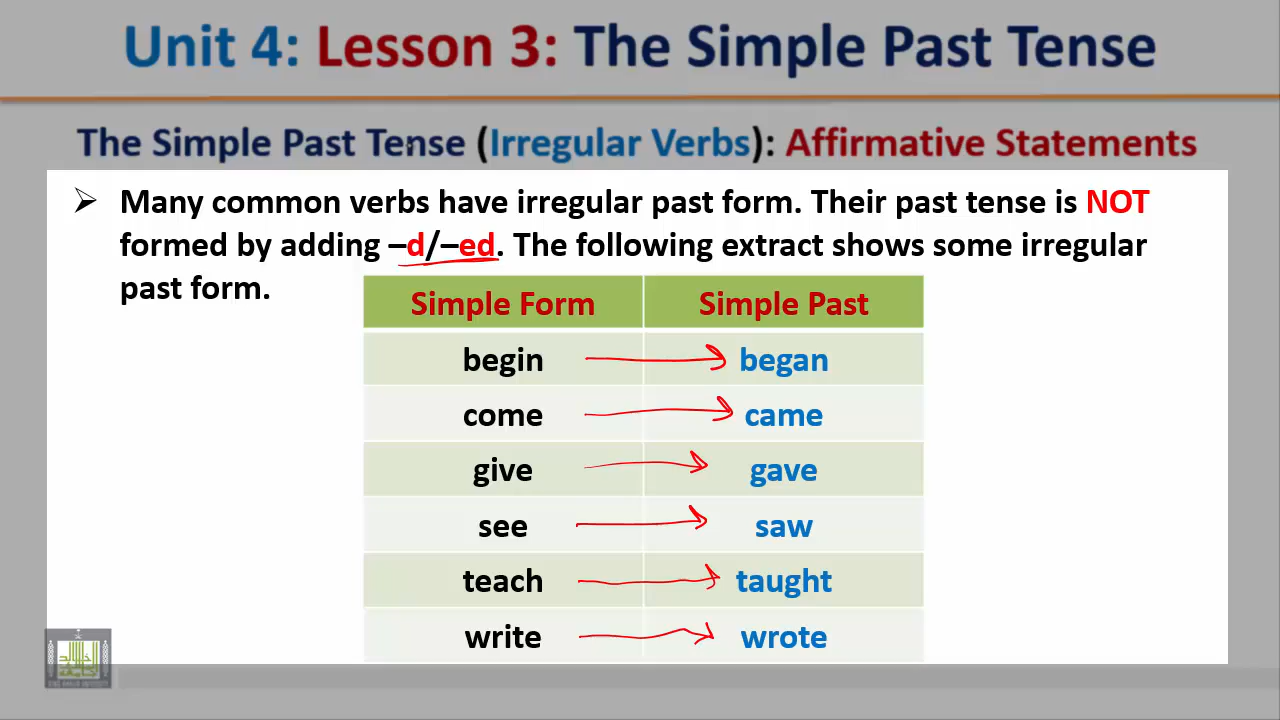 Unit 4: Lesson 3: The Simple Past Tense
The Simple Past Tense (Irregular Verbs): Affirmative Statements
➢ Many common verbs have irregular past form. Their past tense is NOT
formed by adding –d/–ed. The following extract shows some irregular
past form.
Simple Form Simple Past
begin began
come came
give gave
see saw
teach taught
write wrote